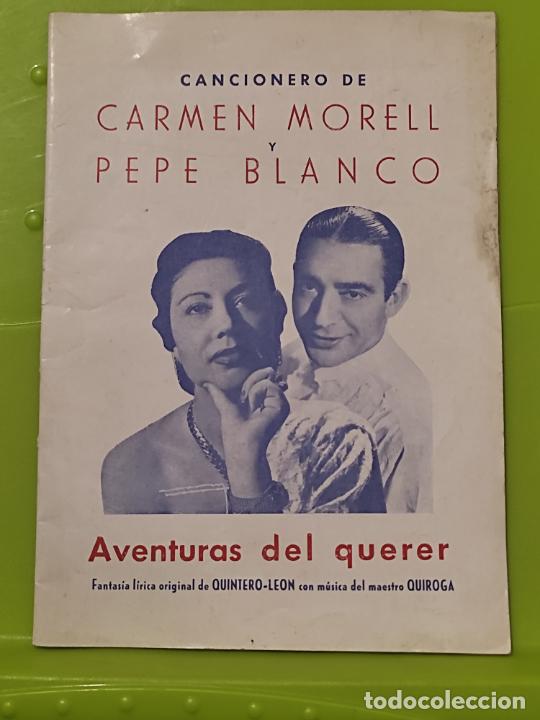 CANCIONERO DE
CARMEN MORELL
Y
PEPE BLANCO
Aventuras del querer
Fantasía lírica original de QUINTERO-LEON con música del maestro QUIROGA
todocoleccion